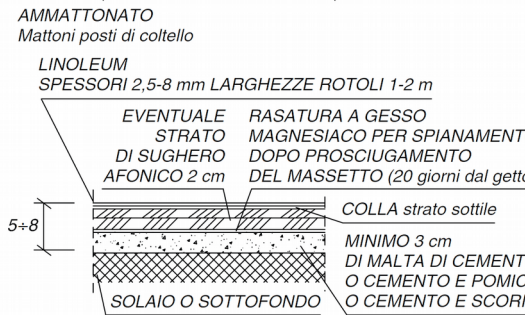 AMMATTONATO
Mattoni posti di coltello
LINOLEUM
SPESSORI 2,5-8 mm LARGHEZZE ROTOLI 1-2 m
EVENTUALE
STRATO
DI SUGHERO
AFONICO 2 cm
RASATURA A GESSO
MAGNESIACO PER SPIANAMENT
DOPO PROSCIUGAMENTO
DEL MASSETTO (20 giorni dal getto
5÷8
COLLA strato sottile
MINIMO 3 cm
DI MALTA DI CEMENT
O CEMENTO E POMIC
O CEMENTO E SCORI
SOLAIO O SOTTOFONDO